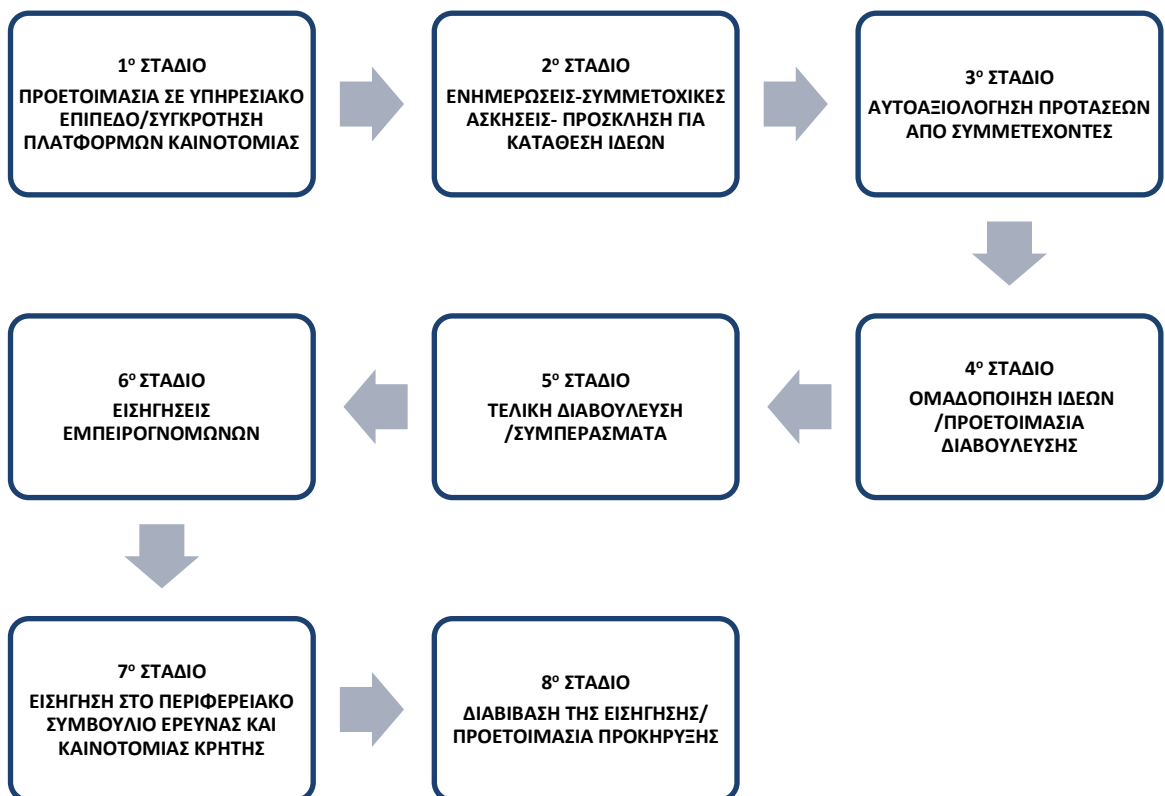 1ο ΣΤΑΔΙΟ
ΠΡΟΕΤΟΙΜΑΣΙΑ ΣΕ ΥΠΗΡΕΣΙΑΚΟ
ΕΠΙΠΕΔΟ/ΣΥΓΚΡΟΤΗΣΗ
ΠΛΑΤΦΟΡΜΩΝ ΚΑΙΝΟΤΟΜΙΑΣ
2ο ΣΤΑΔΙΟ
ΕΝΗΜΕΡΩΣΕΙΣ-ΣΥΜΜΕΤΟΧΙΚΕΣ
ΑΣΚΗΣΕΙΣ- ΠΡΟΣΚΛΗΣΗ ΓΙΑ
ΚΑΤΑΘΕΣΗ ΙΔΕΩΝ
3ο ΣΤΑΔΙΟ
ΑΥΤΟΑΞΙΟΛΟΓΗΣΗ ΠΡΟΤΑΣΕΩΝ
ΑΠΟ ΣΥΜΜΕΤΕΧΟΝΤΕΣ
4ο ΣΤΑΔΙΟ
ΟΜΑΔΟΠΟΙΗΣΗ ΙΔΕΩΝ
/ΠΡΟΕΤΟΙΜΑΣΙΑ
ΔΙΑΒΟΥΛΕΥΣΗΣ
5ο ΣΤΑΔΙΟ
ΤΕΛΙΚΗ ΔΙΑΒΟΥΛΕΥΣΗ
/ΣΥΜΠΕΡΑΣΜΑΤΑ
6ο ΣΤΑΔΙΟ
ΕΙΣΗΓΗΣΕΙΣ
ΕΜΠΕΙΡΟΓΝΟΜΩΝΩΝ
7ο ΣΤΑΔΙΟ
ΕΙΣΗΓΗΣΗ ΣΤΟ ΠΕΡΙΦΕΡΕΙΑΚΟ
ΣΥΜΒΟΥΛΙΟ ΕΡΕΥΝΑΣ ΚΑΙ
ΚΑΙΝΟΤΟΜΙΑΣ ΚΡΗΤΗΣ
8ο ΣΤΑΔΙΟ
ΔΙΑΒΙΒΑΣΗ ΤΗΣ ΕΙΣΗΓΗΣΗΣ/
ΠΡΟΕΤΟΙΜΑΣΙΑ ΠΡΟΚΗΡΥΞΗΣ